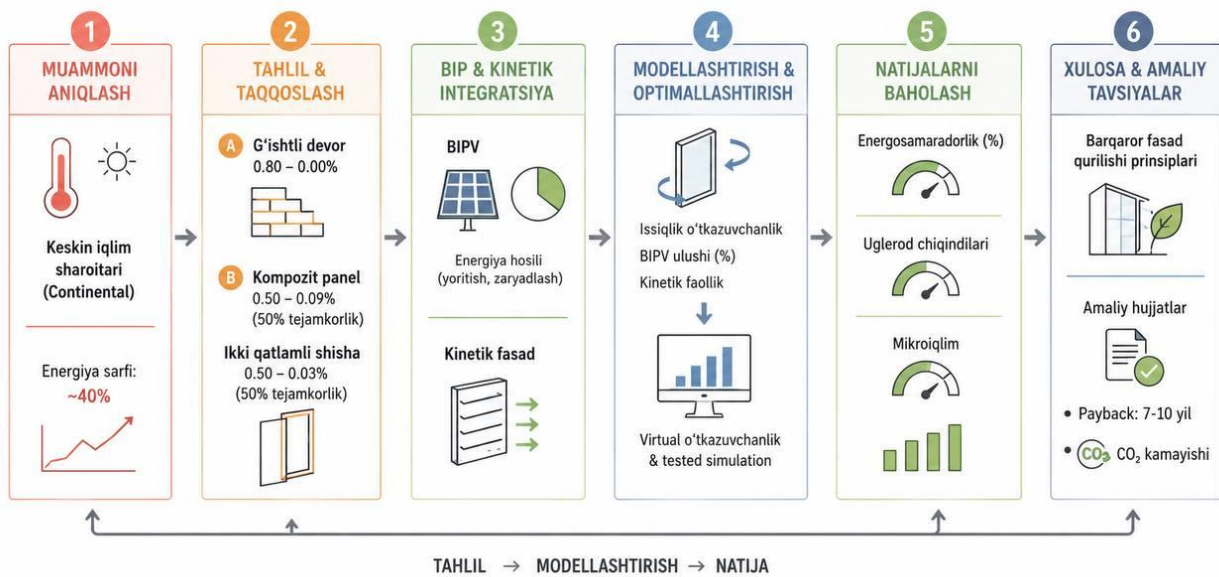 1
MUAMMONI
ANIQLASH
Keskin iqlim
sharoitari
(Continental)
Energiya sarfi:
~40%
2
TAHLIL &
TAQQOSLASH
A
G‘ishtli devor
0.80 – 0.00%
B
Kompozit panel
0.50 – 0.09%
(50% tejamkorlik)
Ikki qatlamli shisha
0.50 – 0.03%
(50% tejamkorlik)
3
BIP & KINETIK
INTEGRATSIYA
BIPV
Energiya hosili
(yoritish, zaryadlash)
Kinetik fasad
4
MODELLASHTIRISH &
OPTIMALLASHTIRISH
Issiqlik o‘tkazuvchanlik
BIPV ulushi (%)
Kinetik faollik
Virtual o‘tkazuvchanlik
& tested simulation
5
NATIJALARNI
BAHOLASH
Energosamaradorlik (%)
Uglerod chiqindilari
Mikroiqlim
6
XULOSA & AMALIY
TAVSIYALAR
Barqaror fasad
qurilishi prinsiplari
Amaliy hujjatlar
• Payback: 7-10 yil
• CO₃ CO₂ kamayishi
TAHLIL → MODELLASHTIRISH → NATIJA